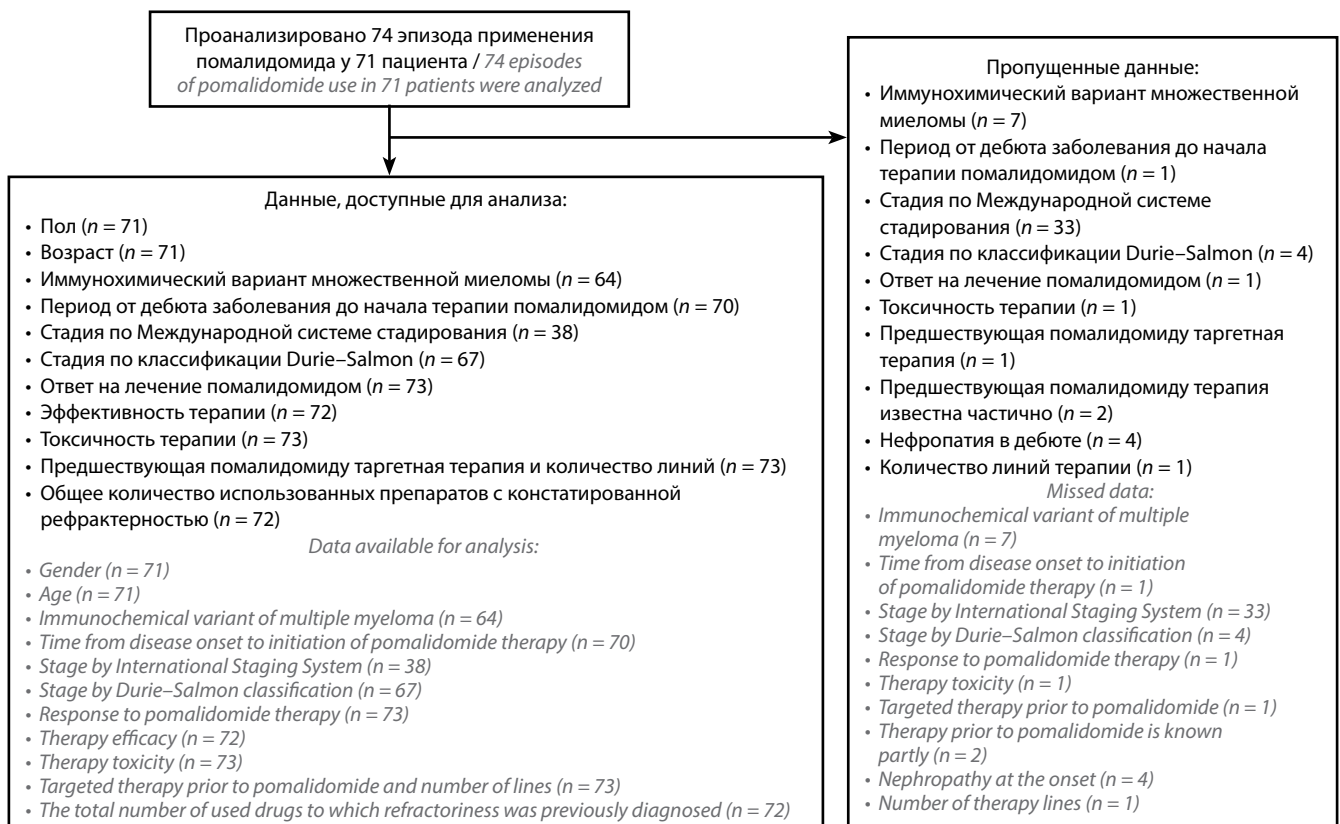 Проанализировано 74 эпизода применения
помалидомида у 71 пациента / 74 episodes
of pomalidomide use in 71 patients were analyzed
Данные, доступные для анализа:
• Пол (n = 71)
• Возраст (n = 71)
• Иммунохимический вариант множественной миеломы (n = 64)
• Период от дебюта заболевания до начала терапии помалидомидом (n = 70)
• Стадия по Международной системе стадирования (n = 38)
• Стадия по классификации Durie–Salmon (n = 67)
• Ответ на лечение помалидомидом (n = 73)
• Эффективность терапии (n = 72)
• Токсичность терапии (n = 73)
• Предшествующая помалидомиду таргетная терапия и количество линий (n = 73)
• Общее количество использованных препаратов с констатированной
рефрактерностью (n = 72)
Data available for analysis:
• Gender (n = 71)
• Age (n = 71)
• Immunochemical variant of multiple myeloma (n = 64)
• Time from disease onset to initiation of pomalidomide therapy (n = 70)
• Stage by International Staging System (n = 38)
• Stage by Durie–Salmon classification (n = 67)
• Response to pomalidomide therapy (n = 73)
• Therapy efficacy (n = 72)
• Therapy toxicity (n = 73)
• Targeted therapy prior to pomalidomide and number of lines (n = 73)
• The total number of used drugs to which refractoriness was previously diagnosed (n = 72)
Пропущенные данные:
• Иммунохимический вариант множественной
миеломы (n = 7)
• Период от дебюта заболевания до начала
терапии помалидомидом (n = 1)
• Стадия по Международной системе
стадирования (n = 33)
• Стадия по классификации Durie–Salmon (n = 4)
• Ответ на лечение помалидомидом (n = 1)
• Токсичность терапии (n = 1)
• Предшествующая помалидомиду таргетная
терапия (n = 1)
• Предшествующая помалидомиду терапия
известна частично (n = 2)
• Нефропатия в дебюте (n = 4)
• Количество линий терапии (n = 1)
Missed data:
• Immunochemical variant of multiple
myeloma (n = 7)
• Time from disease onset to initiation
of pomalidomide therapy (n = 1)
• Stage by International Staging System (n = 33)
• Stage by Durie–Salmon classification (n = 4)
• Response to pomalidomide therapy (n = 1)
• Therapy toxicity (n = 1)
• Targeted therapy prior to pomalidomide (n = 1)
• Therapy prior to pomalidomide is known
partly (n = 2)
• Nephropathy at the onset (n = 4)
• Number of therapy lines (n = 1)